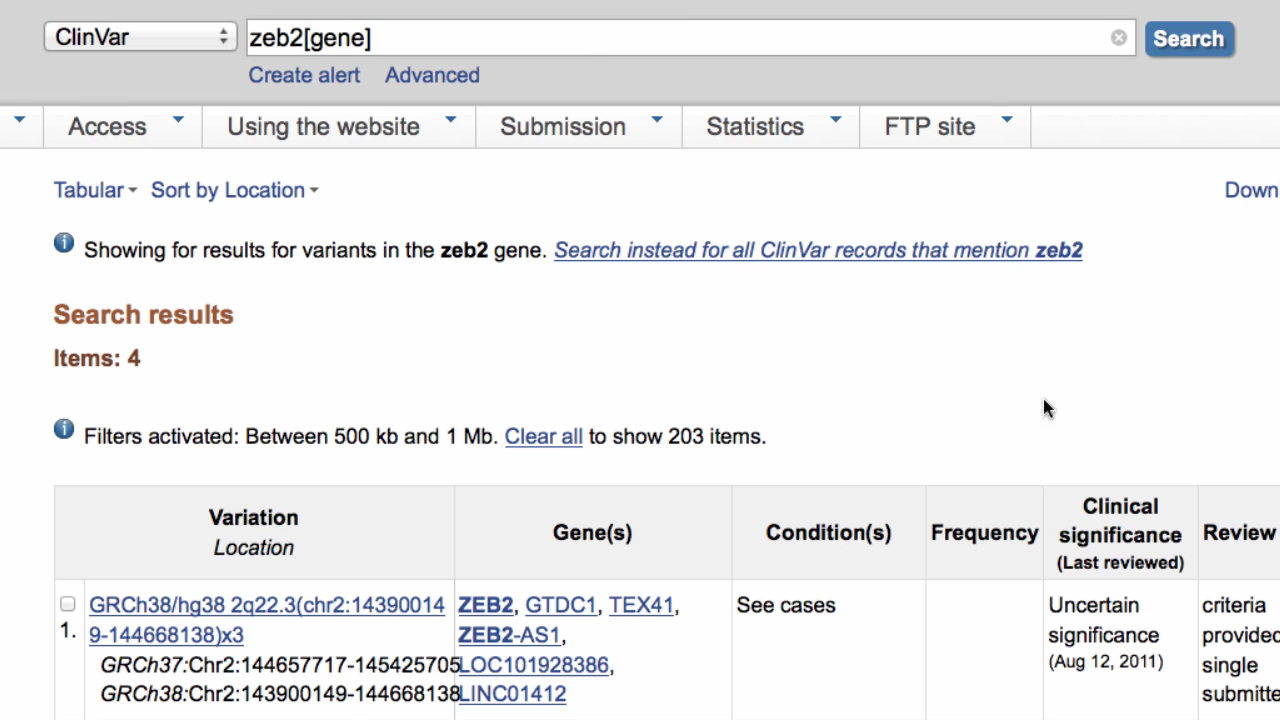 ClinVar
zeb2[gene]
Search
Create alert Advanced
Access Using the website Submission Statistics FTP site
Tabular Sort by Location Down
Showing for results for variants in the zeb2 gene. Search instead for all ClinVar records that mention zeb2
Search results
Items: 4
Filters activated: Between 500 kb and 1 Mb. Clear all to show 203 items.
Variation
Location
Gene(s)
Condition(s)
Frequency
Clinical
significance
(Last reviewed)
Review
1.
GRCh38/hg38 2q22.3(chr2:14390014
9-144668138)x3
GRCh37:Chr2:144657717-145425705
GRCh38:Chr2:143900149-144668138
ZEB2, GTDC1, TEX41,
ZEB2-AS1,
LOC101928386,
LINC01412
See cases
Uncertain
significance
(Aug 12, 2011)
criteria
provided
single
submitte